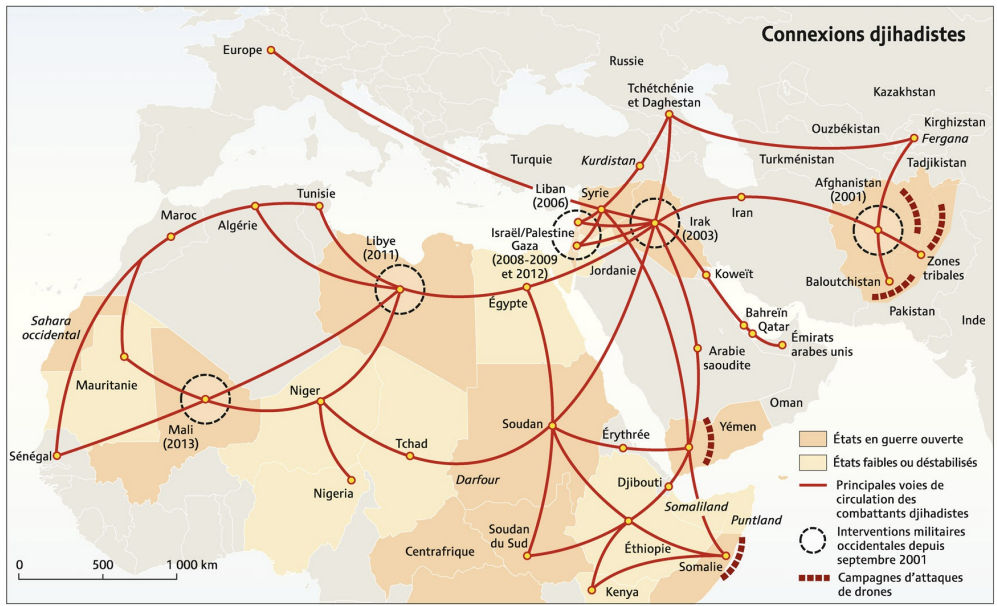 Connexions djihadistes
Europe
Russie
Tchétchénie
et Daghestan
Kazakhstan
Kirghizstan
Fergana
Ouzbékistan
Tadjikistan
Turkménistan
Turquie
Kurdistan
Afghanistan
(2001)
Liban
(2006)
Syrie
Tunisie
Maroc
Algérie
Iran
Irak
(2003)
Israël/Palestine
Gaza
(2008-2009
et 2012)
Libye
(2011)
Zones
tribales
Jordanie
Koweït
Baloutchistan
Égypte
Pakistan
Inde
Bahreïn
Qatar
Émirats
arabes unis
Sahara
occidental
Arabie
saoudite
Mauritanie
Niger
Oman
Mali
(2013)
Soudan
Érythrée
Yémen
Sénégal
Tchad
Darfour
Nigeria
Djibouti
Somaliland
Puntland
Soudan
du Sud
Centrafrique
Éthiopie
Somalie
Kenya
0 500 1 000 km
États en guerre ouverte
États faibles ou déstabilisés
Principales voies de
circulation des
combattants djihadistes
Interventions militaires
occidentales depuis
septembre 2001
Campagnes d'attaques
de drones